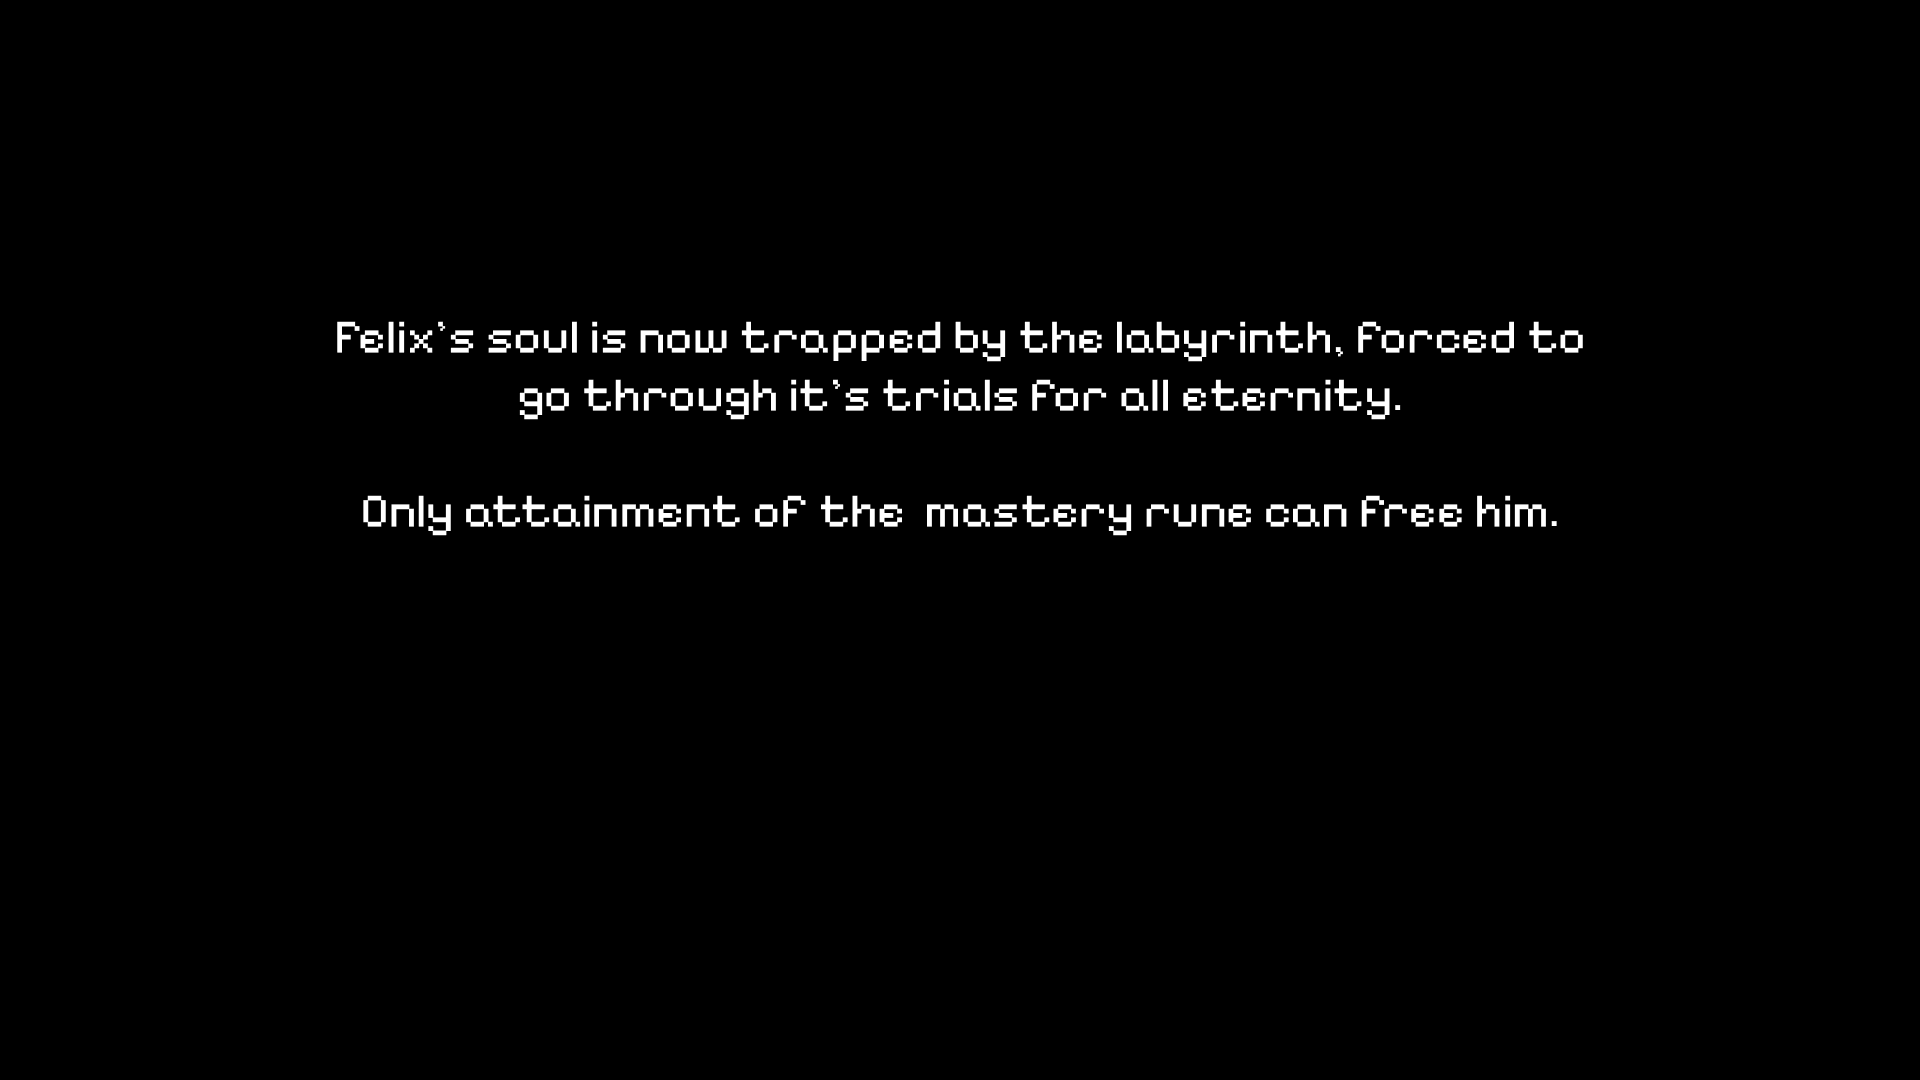 Felix's soul is now trapped by the labyrinth, forced to
go through it's trials for all eternity.
Only attainment of the  mastery rune can free him.